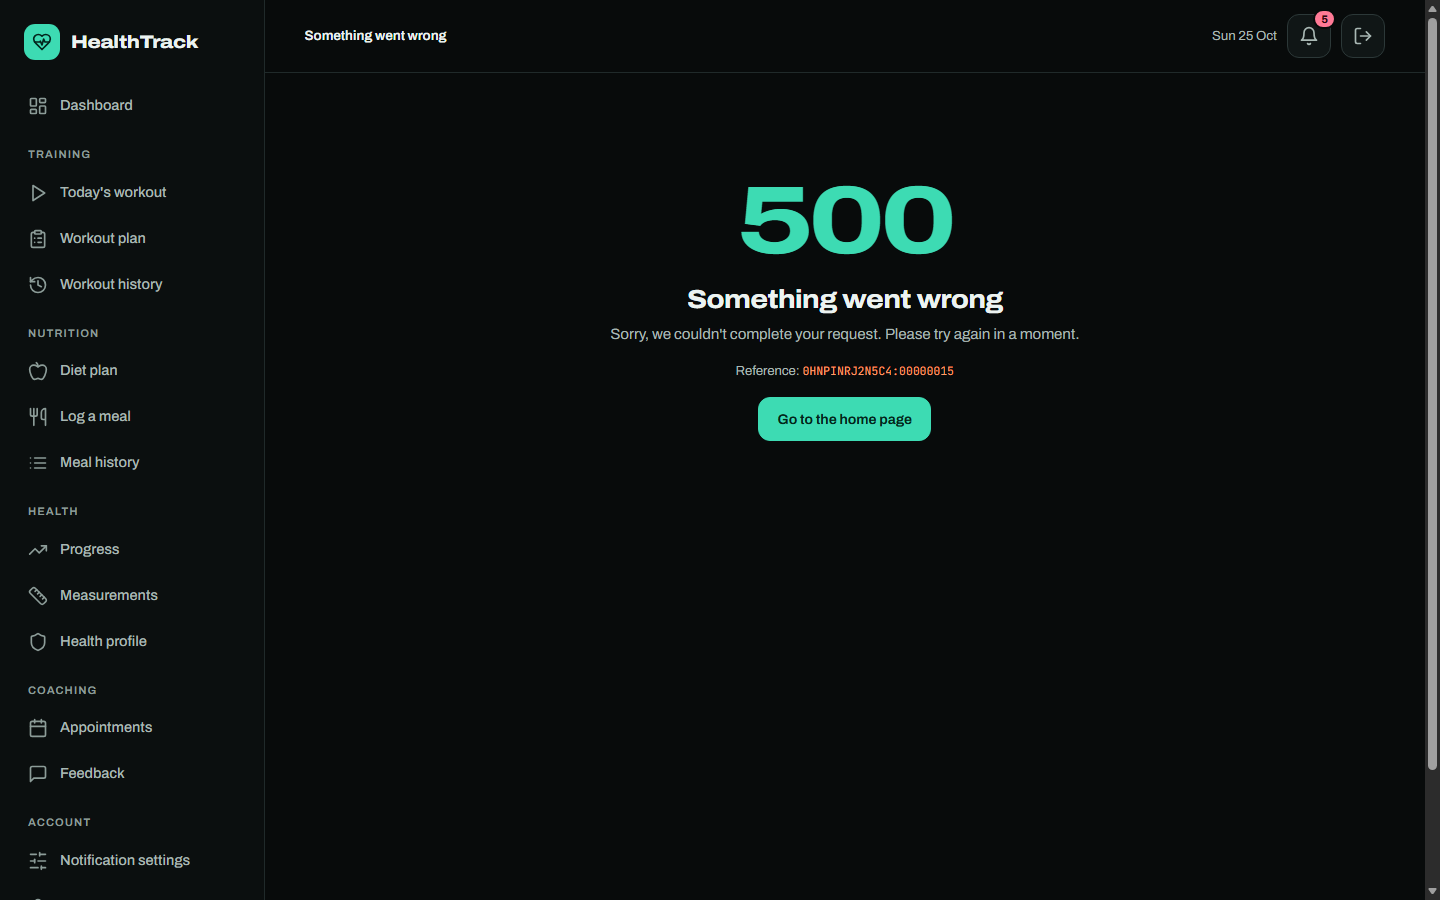 HealthTrack
Dashboard
TRAINING
Today's workout
Workout plan
Workout history
NUTRITION
Diet plan
Log a meal
Meal history
HEALTH
Progress
Measurements
Health profile
COACHING
Appointments
Feedback
ACCOUNT
Notification settings
Something went wrong
Sun 25 Oct
5
500
Something went wrong
Sorry, we couldn't complete your request. Please try again in a moment.
Reference: 0HNPINRJ2N5C4:00000015
Go to the home page